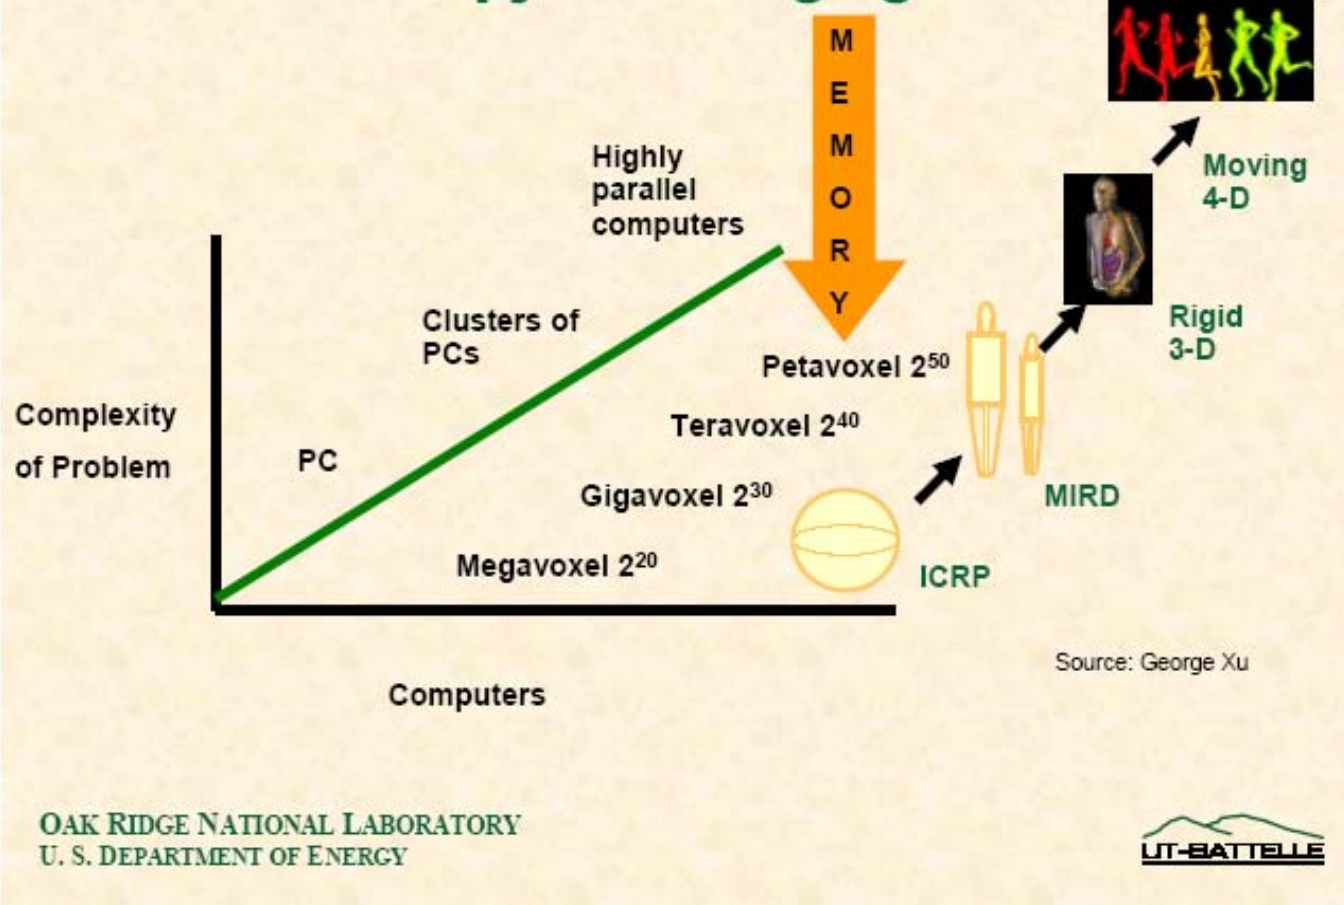 M
E
M
O
R
Y
Highly
parallel
computers
Moving
4-D
Clusters of
PCs
Rigid
3-D
Petavoxel 2⁵⁰
Complexity
of Problem
Teravoxel 2⁴⁰
PC
Gigavoxel 2³⁰
MIRD
Megavoxel 2²⁰
ICRP
Source: George Xu
Computers
OAK RIDGE NATIONAL LABORATORY
U. S. DEPARTMENT OF ENERGY
UT-BATTELLE